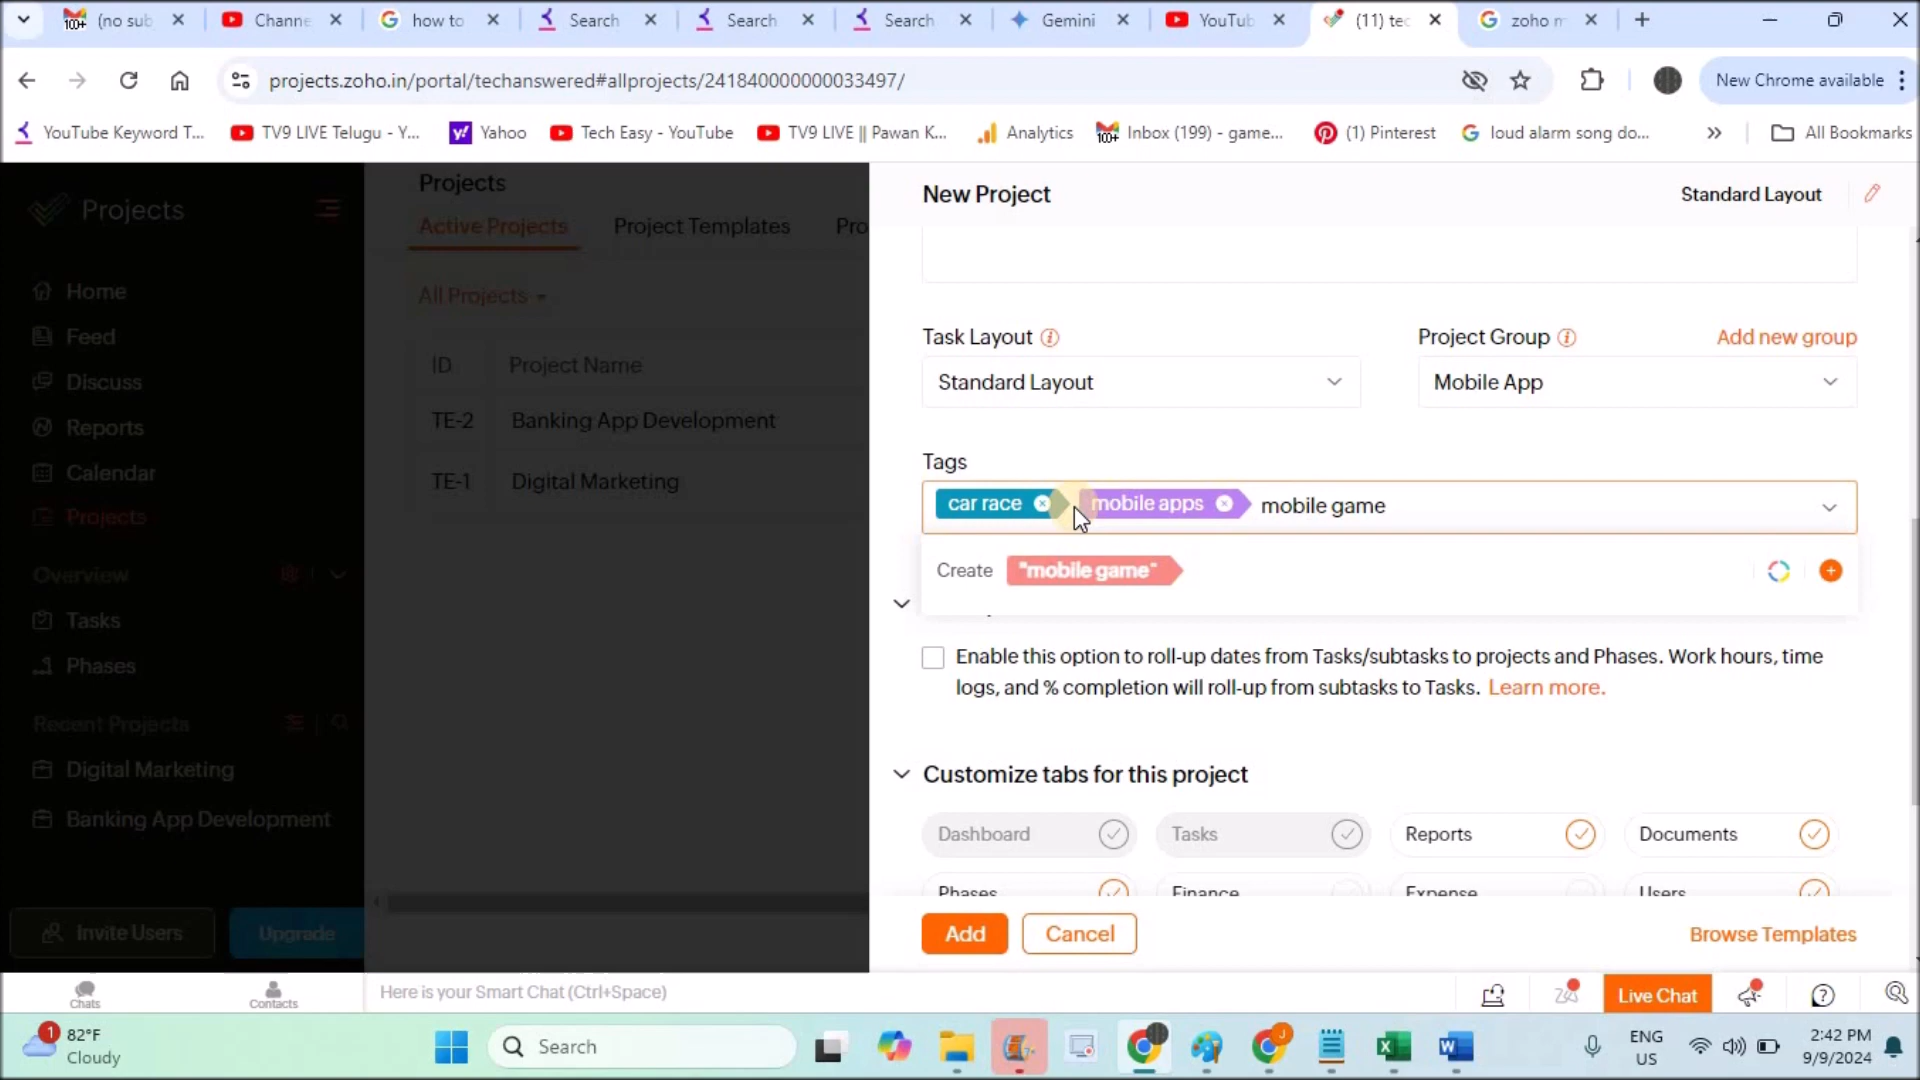 100+ (no sub
Channe
how to
Search
Search
Search
Gemini
YouTub
(11) tec
zoho m
projects.zoho.in/portal/techanswered#allprojects/241840000000033497/
New Chrome available
YouTube Keyword T...
TV9 LIVE Telugu - Y...
Yahoo
Tech Easy - YouTube
TV9 LIVE || Pawan K...
Analytics
100+ Inbox (199) - game...
(1) Pinterest
loud alarm song do...
»
All Bookmarks
Projects
Home
Feed
Discuss
Reports
Calendar
Projects
Overview
Tasks
Phases
Recent Projects
Digital Marketing
Banking App Development
Invite Users
Upgrade
Projects
Active Projects
Project Templates
Pro
All Projects
ID
Project Name
TE-2
Banking App Development
TE-1
Digital Marketing
New Project
Standard Layout
Task Layout
Project Group
Add new group
Standard Layout
Mobile App
Tags
car race
mobile apps
mobile game
Create "mobile game"
Enable this option to roll-up dates from Tasks/subtasks to projects and Phases. Work hours, time
logs, and % completion will roll-up from subtasks to Tasks. Learn more.
Customize tabs for this project
Dashboard
Tasks
Reports
Documents
Phases
Finance
Expense
Users
Add
Cancel
Browse Templates
Chats
Contacts
Here is your Smart Chat (Ctrl+Space)
Live Chat
1
82°F
Cloudy
Search
ENG
US
2:42 PM
9/9/2024